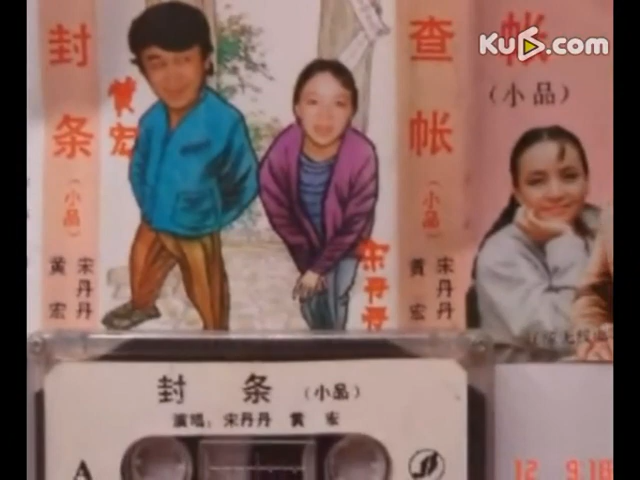 Ku6.com
封条
(小品)
宋丹丹
黄宏
黄宏
宋丹丹
查帐
(小品)
宋丹丹
黄宏
帐
(小品)
封 条 (小品)
演唱: 宋丹丹 黄 宏
A
12 9.18